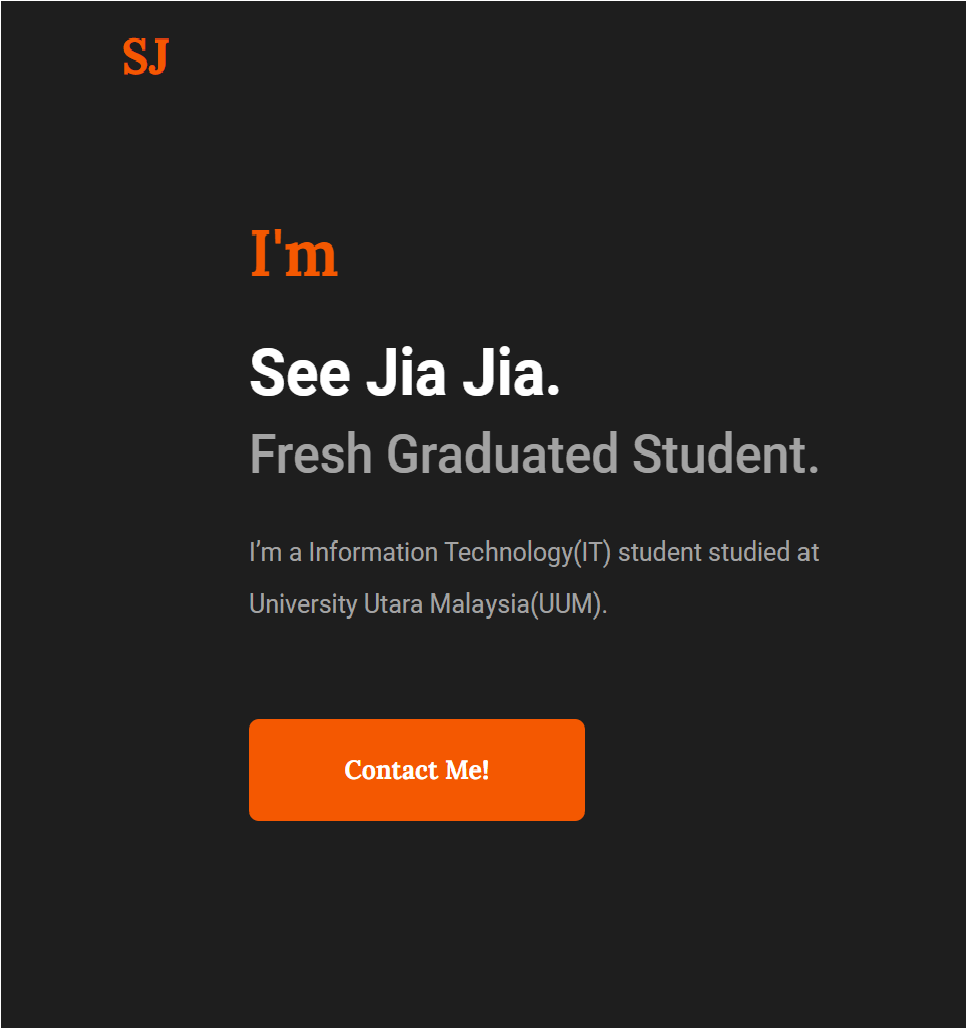 SJ
I'm
See Jia Jia.
Fresh Graduated Student.
I’m a Information Technology(IT) student studied at
University Utara Malaysia(UUM).
Contact Me!